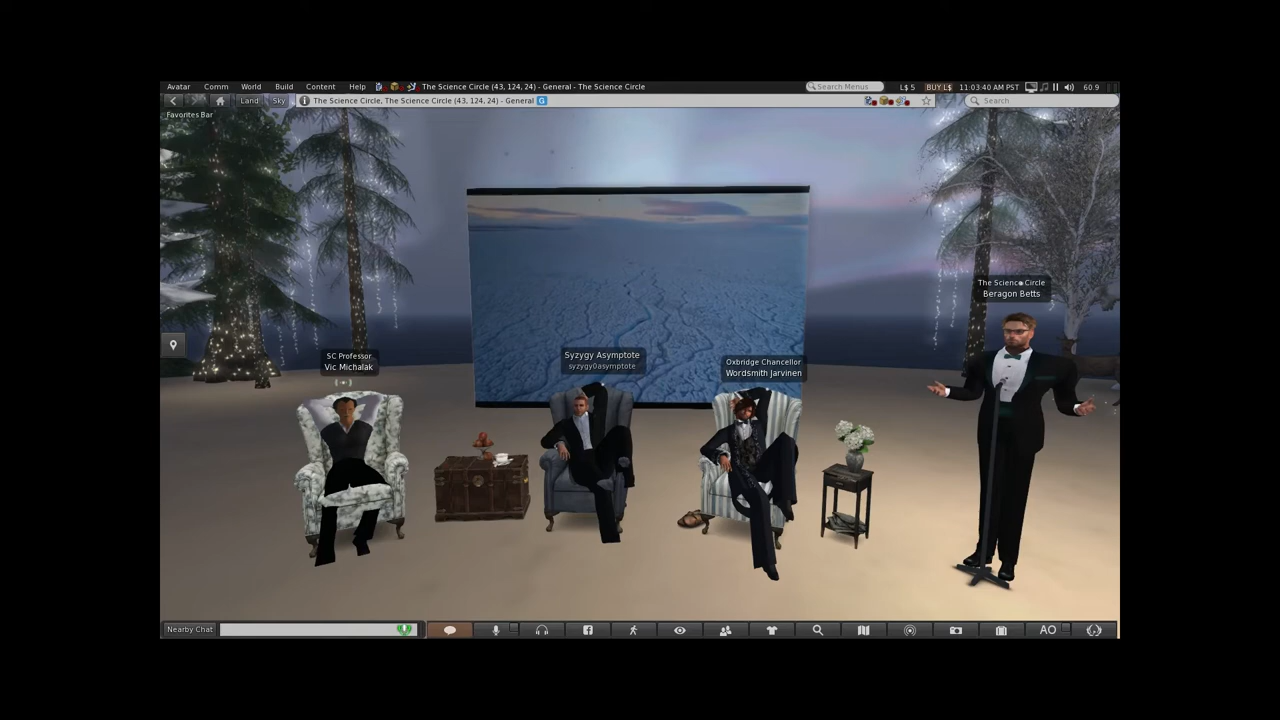 Avatar Comm World Build Content Help The Science Circle (43, 124, 24) - General - The Science Circle Search Menus L$ 5 BUY L$ 11:03:40 AM PST 60.9
Land Sky The Science Circle, The Science Circle (43, 124, 24) - General G Search
Favorites Bar
The Science Circle
Beragon Betts
SC Professor
Vic Michalak
Syzygy Asymptote
syzygy0asymptote
Oxbridge Chancellor
Wordsmith Jarvinen
Nearby Chat AO